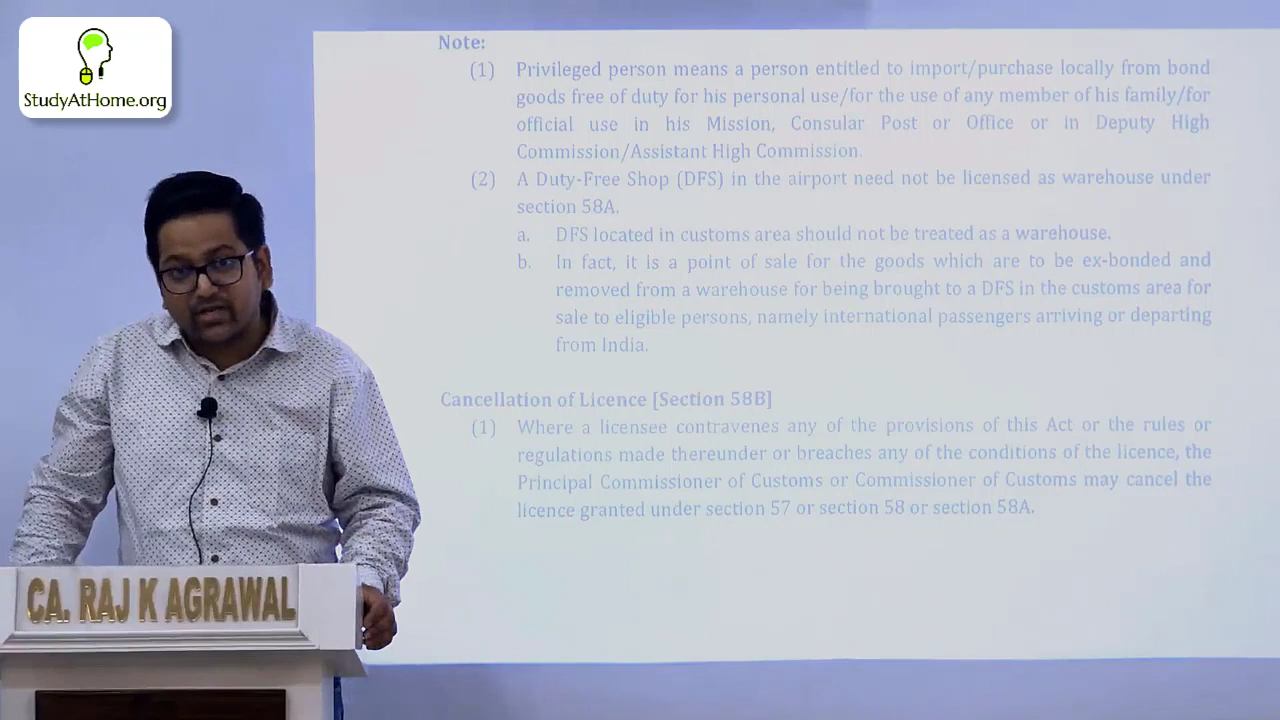 StudyAtHome.org
Note:
(1) Privileged person means a person entitled to import/purchase locally from bond
goods free of duty for his personal use/for the use of any member of his family/for
official use in his Mission, Consular Post or Office or in Deputy High
Commission/Assistant High Commission.
(2) A Duty-Free Shop (DFS) in the airport need not be licensed as warehouse under
section 58A.
a. DFS located in customs area should not be treated as a warehouse.
b. In fact, it is a point of sale for the goods which are to be ex-bonded and
removed from a warehouse for being brought to a DFS in the customs area for
sale to eligible persons, namely international passengers arriving or departing
from India.
Cancellation of Licence [Section 58B]
(1) Where a licensee contravenes any of the provisions of this Act or the rules or
regulations made thereunder or breaches any of the conditions of the licence, the
Principal Commissioner of Customs or Commissioner of Customs may cancel the
licence granted under section 57 or section 58 or section 58A.
CA. RAJ K AGRAWAL